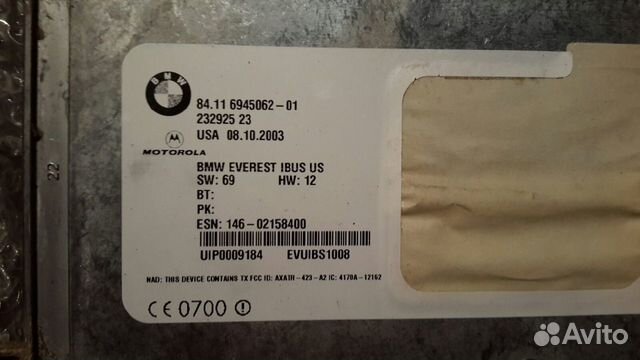 BMW
84.11 6945062-01
232925 23
USA 08.10.2003
MOTOROLA
BMW EVEREST IBUS US
SW: 69 HW: 12
BT:
PK:
ESN: 146-02158400
UIP0009184 EVUIBS1008
NAD: THIS DEVICE CONTAINS TX FCC ID: AXATR-423-A2 IC: 4170A-12162
CE 0700
22
Avito